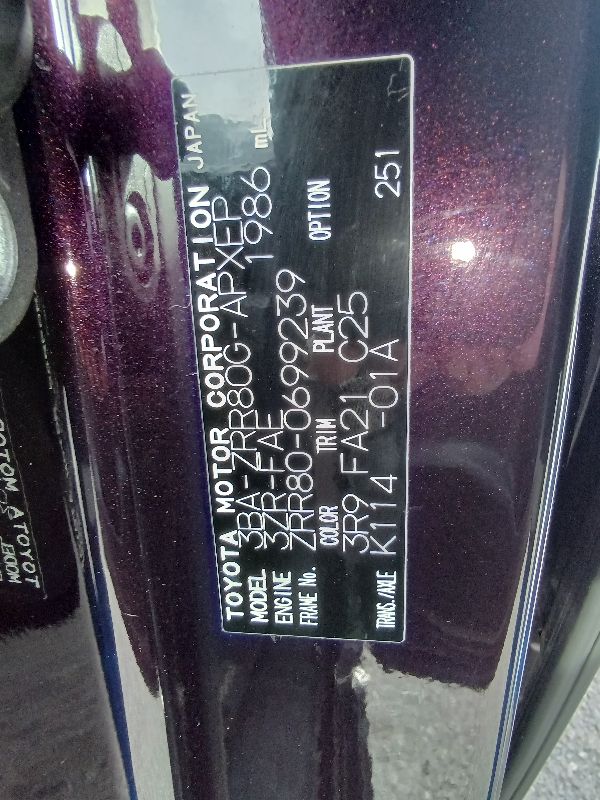 TOYOTA MOTOR CORPORATION JAPAN
MODEL 3BA-ZRR80G-APXEP
ENGINE 3ZR-FAE 1986 mL
FRAME No. ZRR80-0699239
COLOR TRIM PLANT OPTION
3R9 FA21 C25
TRANS./AXLE K114 -01A 251